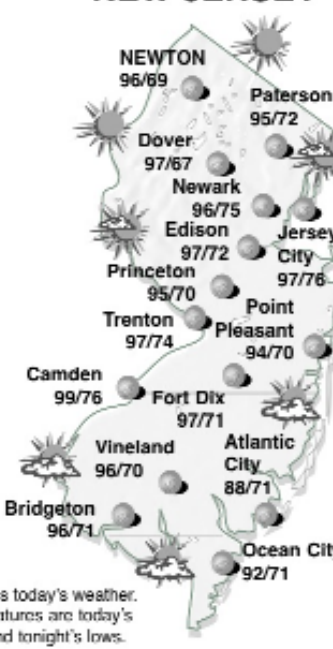 NEWTON
96/69
Paterson
95/72
Dover
97/67
Newark
96/75
Edison
97/72
Jersey
City
97/76
Princeton
95/70
Point
Pleasant
94/70
Trenton
97/74
Camden
99/76
Fort Dix
97/71
Vineland
96/70
Atlantic
City
88/71
Bridgeton
96/71
Ocean Cit
92/71
s today's weather.
atures are today's
nd tonight's lows.